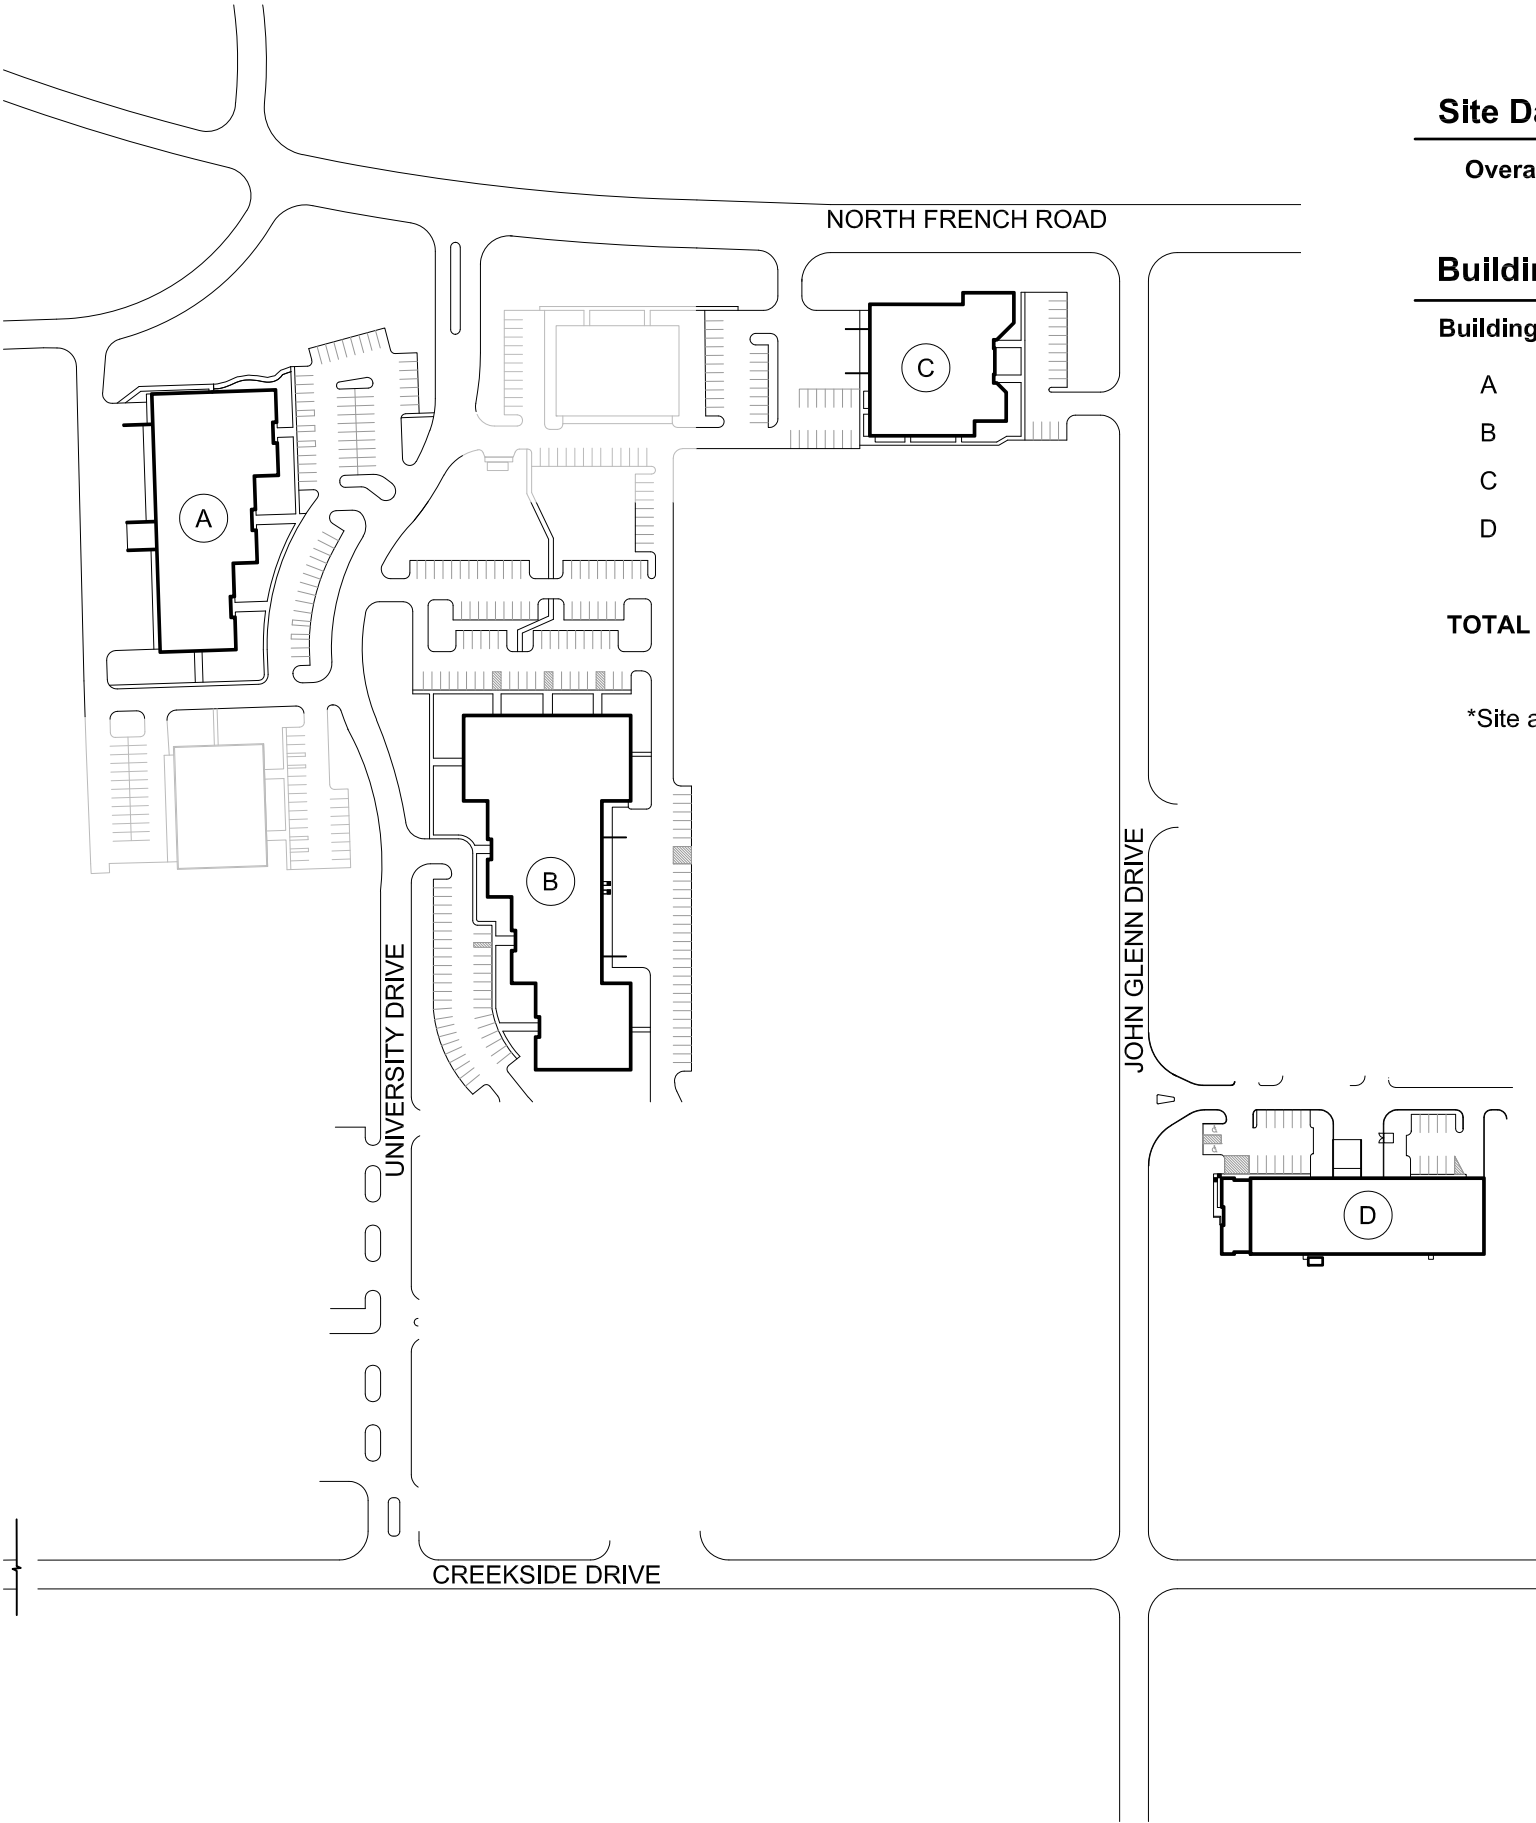 Site Da
Overa
NORTH FRENCH ROAD
Buildin
Building
C
A
B
C
D
A
TOTAL
*Site a
B
JOHN GLENN DRIVE
UNIVERSITY DRIVE
D
CREEKSIDE DRIVE